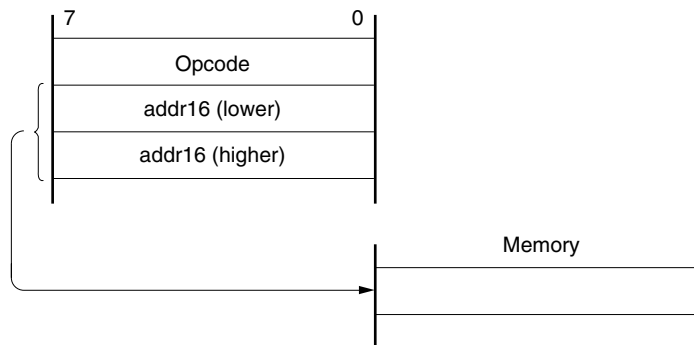 7 0
Opcode
addr16 (lower)
addr16 (higher)
Memory